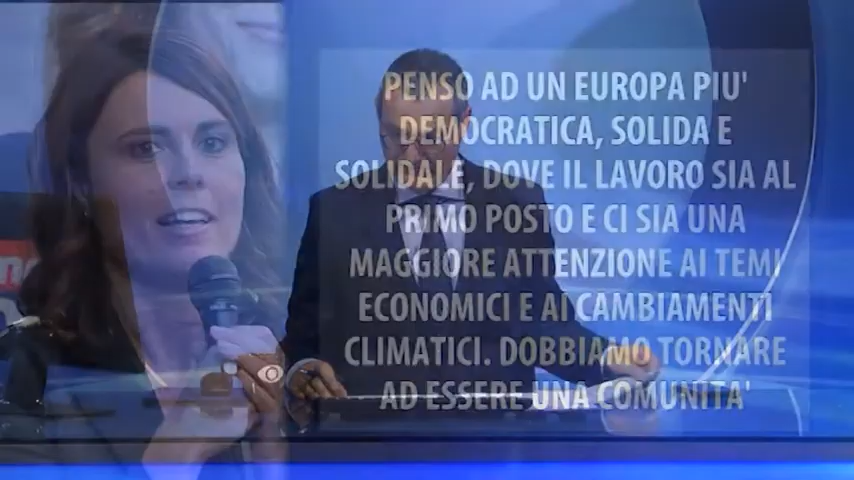 PENSO AD UN EUROPA PIU'
DEMOCRATICA, SOLIDA E
SOLIDALE, DOVE IL LAVORO SIA AL
PRIMO POSTO E CI SIA UNA
MAGGIORE ATTENZIONE AI TEMI
ECONOMICI E AI CAMBIAMENTI
CLIMATICI. DOBBIAMO TORNARE
AD ESSERE UNA COMUNITA'